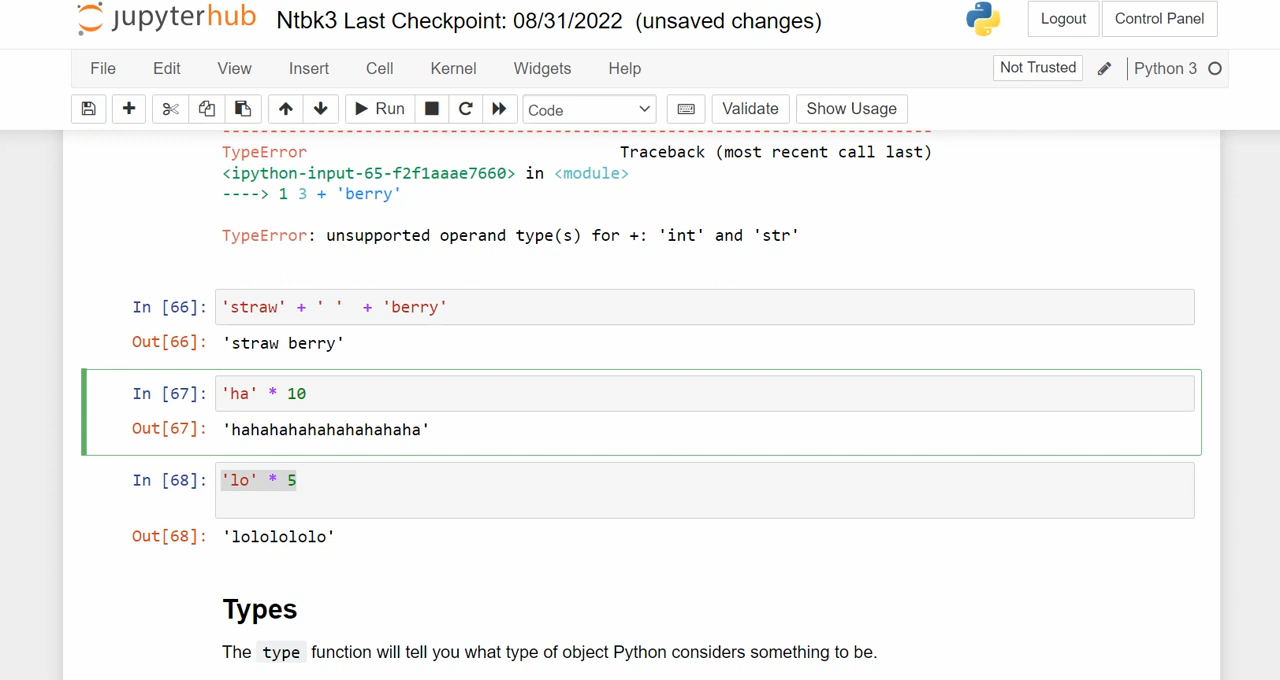 jupyterhub Ntbk3 Last Checkpoint: 08/31/2022 (unsaved changes) Logout Control Panel
File Edit View Insert Cell Kernel Widgets Help Not Trusted Python 3
Run Code Validate Show Usage
---------------------------------------------------------------------------
TypeError Traceback (most recent call last)
<ipython-input-65-f2f1aaae7660> in <module>
----> 1 3 + 'berry'
TypeError: unsupported operand type(s) for +: 'int' and 'str'
In [66]: 'straw' + ' '  + 'berry'
Out[66]: 'straw berry'
In [67]: 'ha' * 10
Out[67]: 'hahahahahahahahahaha'
In [68]: 'lo' * 5
Out[68]: 'lololololo'
Types
The type function will tell you what type of object Python considers something to be.